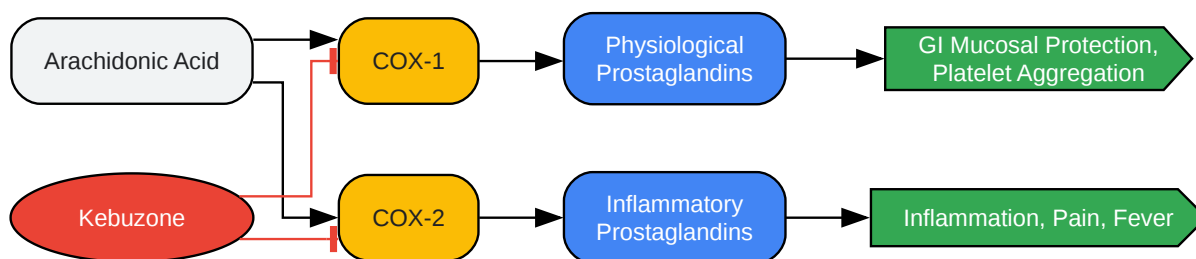 Arachidonic Acid
COX-1
Physiological
Prostaglandins
GI Mucosal Protection,
Platelet Aggregation
Kebuzone
COX-2
Inflammatory
Prostaglandins
Inflammation, Pain, Fever